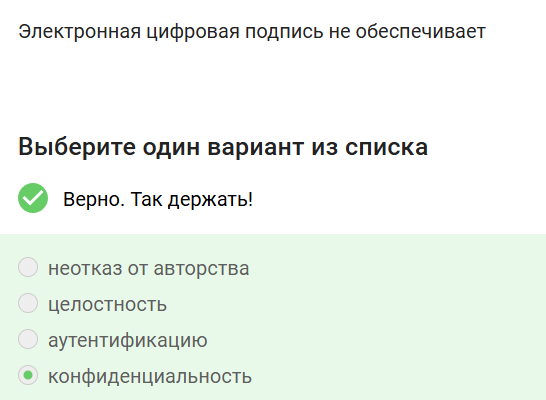 Электронная цифровая подпись не обеспечивает
Выберите один вариант из списка
Верно. Так держать!
неотказ от авторства
целостность
аутентификацию
конфиденциальность